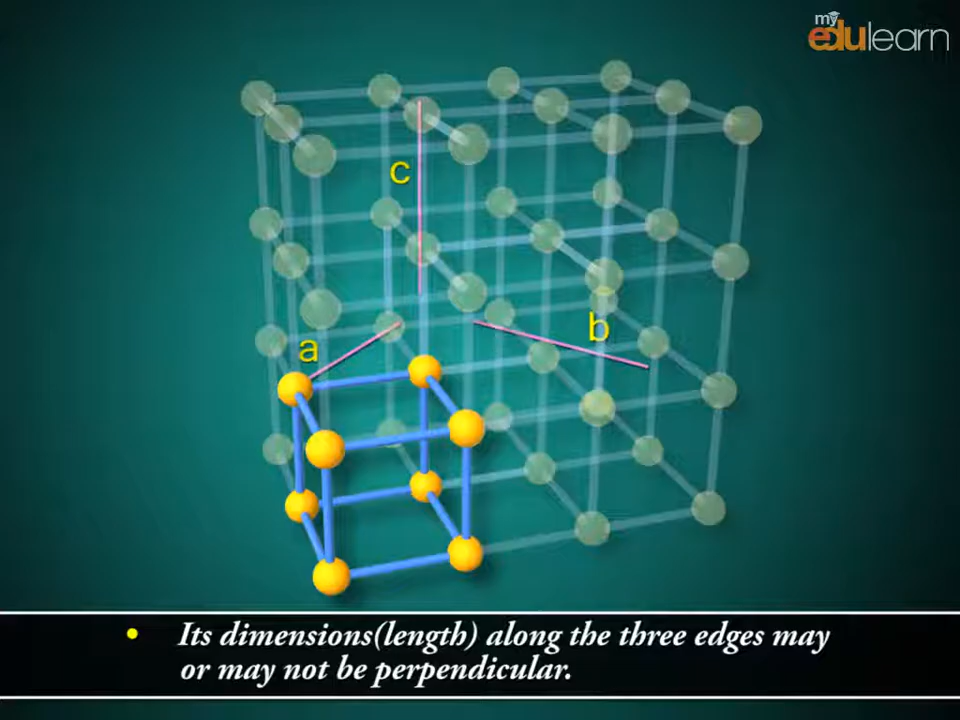 my
edulearn
c
b
a
• Its dimensions(length) along the three edges may
or may not be perpendicular.